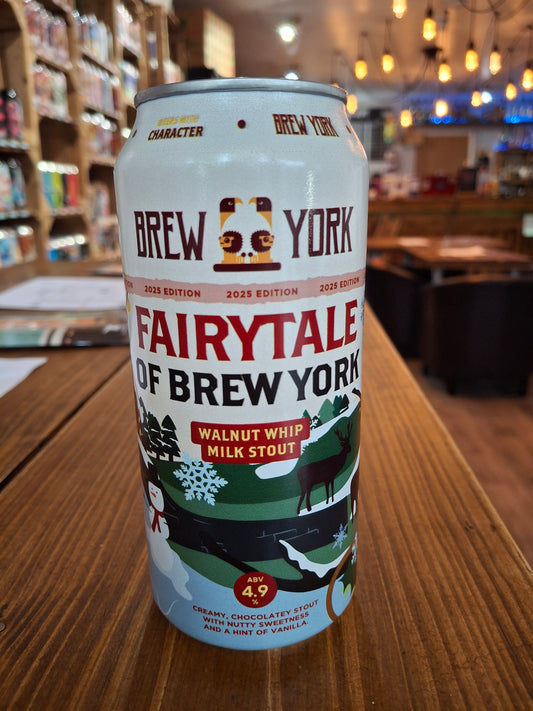 BEERS WITH
CHARACTER
BREW YORK
BREW YORK
2025 EDITION 2025 EDITION 2025 EDITION
FAIRYTALE
OF BREW YORK
WALNUT WHIP
MILK STOUT
ABV
4.9
%
CREAMY, CHOCOLATEY STOUT
WITH NUTTY SWEETNESS
AND A HINT OF VANILLA.